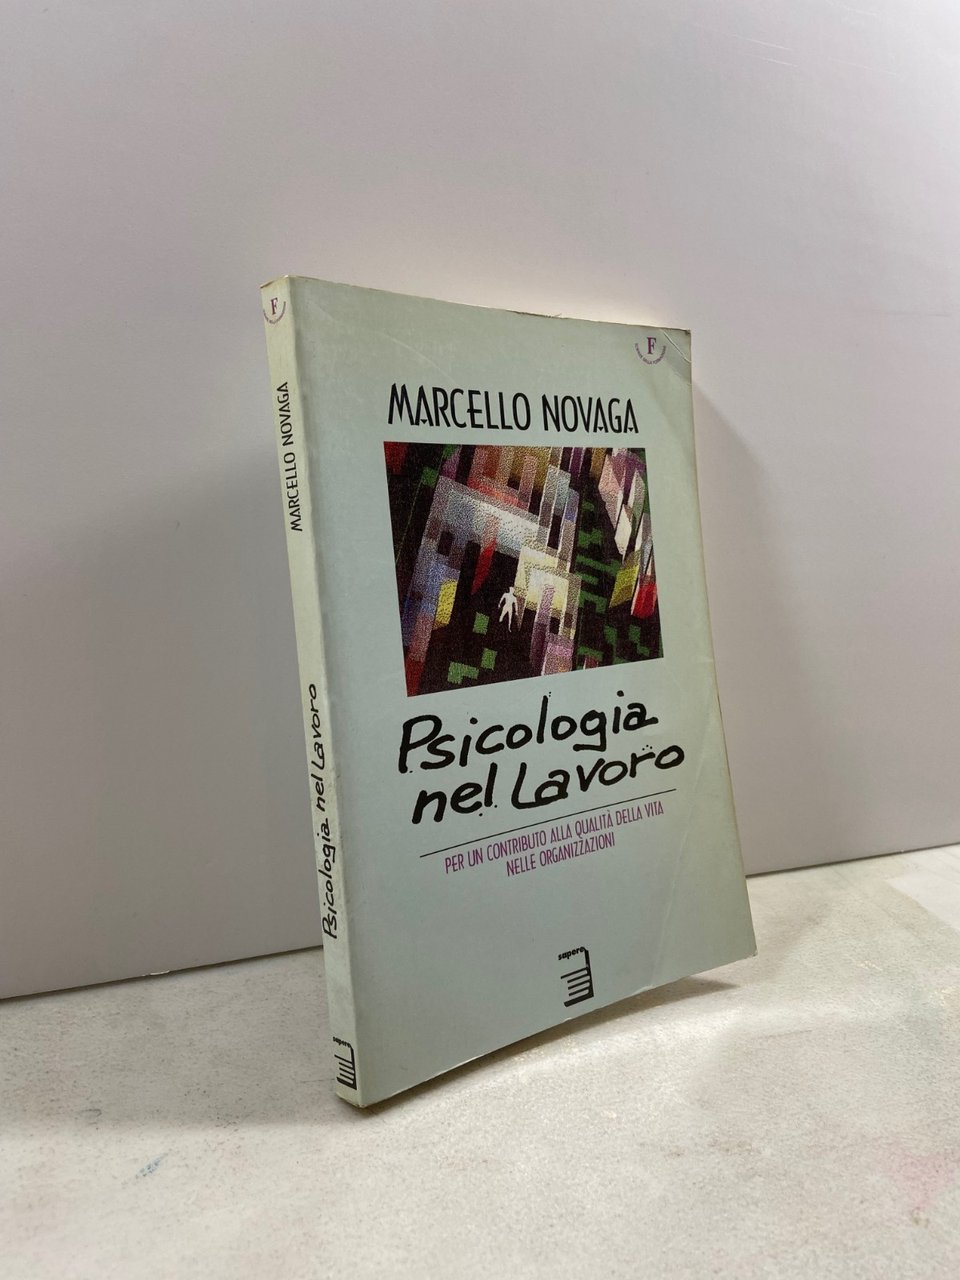 F
MARCELLO NOVAGA
Psicologia
nel Lavoro
PER UN CONTRIBUTO ALLA QUALITÀ DELLA VITA
NELLE ORGANIZZAZIONI
sapere
F
MARCELLO NOVAGA
Psicologia nel Lavoro
sapere